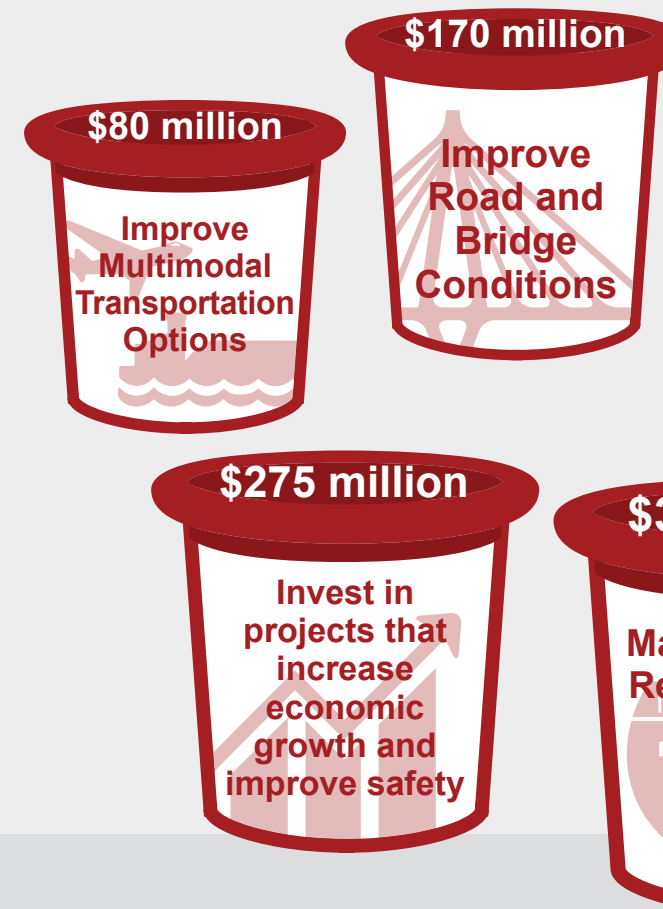 $170 million
Improve
Road and
Bridge
Conditions
$80 million
Improve
Multimodal
Transportation
Options
$275 million
Invest in
projects that
increase
economic
growth and
improve safety